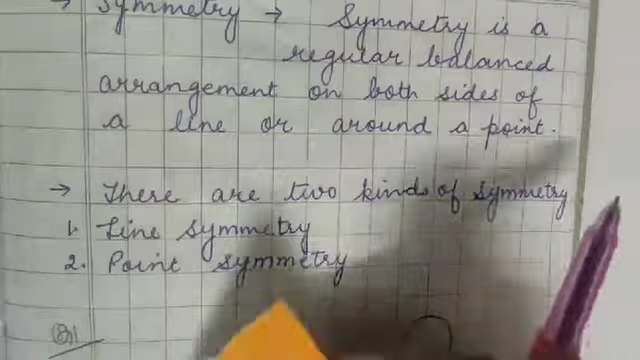 → Symmetry → Symmetry is a
regular balanced
arrangement on both sides of
a line or around a point.
→ There are two kinds of symmetry
1. Line symmetry
2. Point symmetry